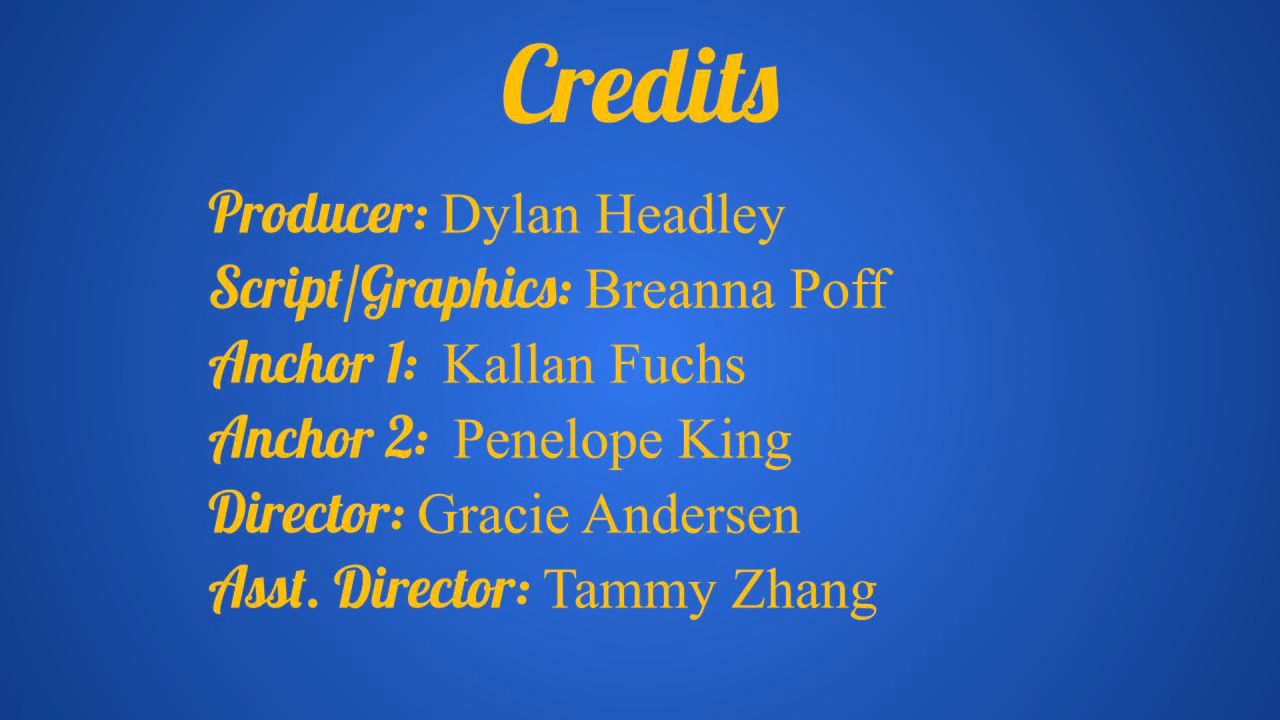 Credits
Producer: Dylan Headley
Script/Graphics: Breanna Poff
Anchor 1: Kallan Fuchs
Anchor 2: Penelope King
Director: Gracie Andersen
Asst. Director: Tammy Zhang